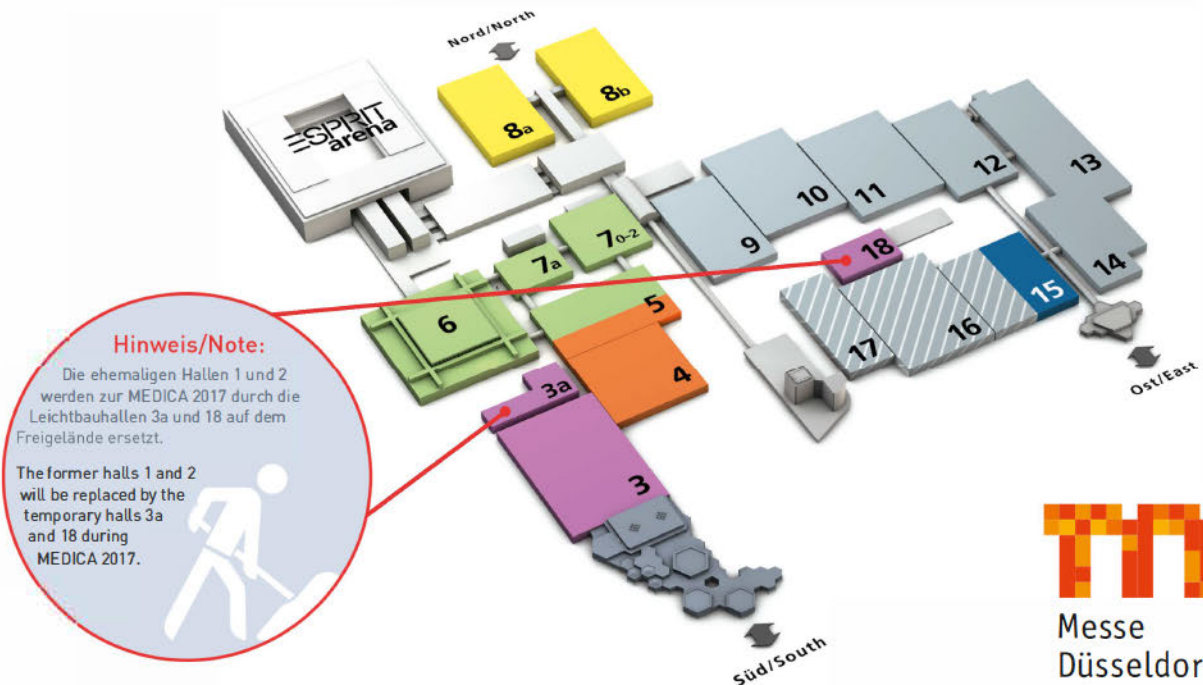 Nord/North
ESPRIT
arena
8a
8b
7a
70–2
6
5
4
3a
3
9
10
11
12
13
14
15
16
17
18
Ost/East
Süd/South
Hinweis/Note:
Die ehemaligen Hallen 1 und 2
werden zur MEDICA 2017 durch die
Leichtbauhallen 3a und 18 auf dem
Freigelände ersetzt.
The former halls 1 and 2
will be replaced by the
temporary halls 3a
and 18 during
MEDICA 2017.
Messe
Düsseldor